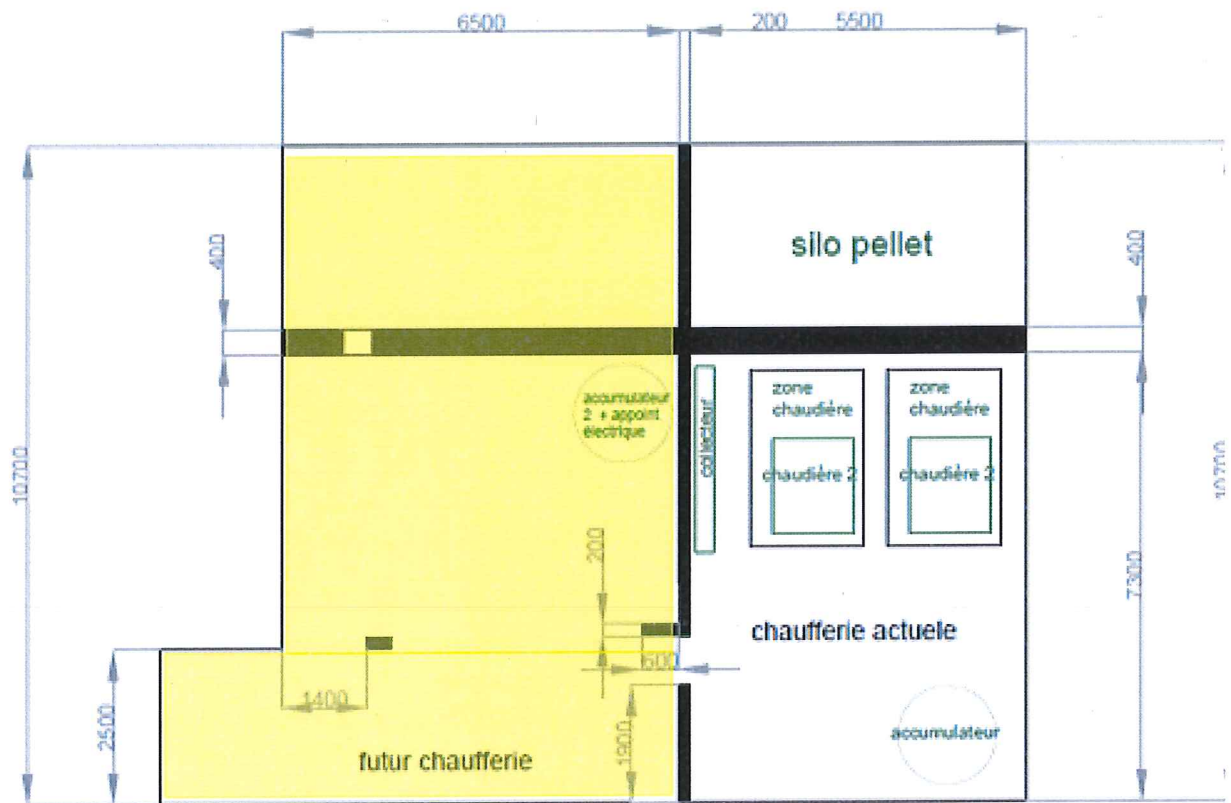 6500
200
5500
400
silo pellet
400
accumulateur
2 + appoint
électrique
collecteur
zone
chaudière
chaudière 2
zone
chaudière
chaudière 2
10700
10700
200
7300
chaufferie actuele
600
1400
2500
1900
futur chaufferie
accumulateur